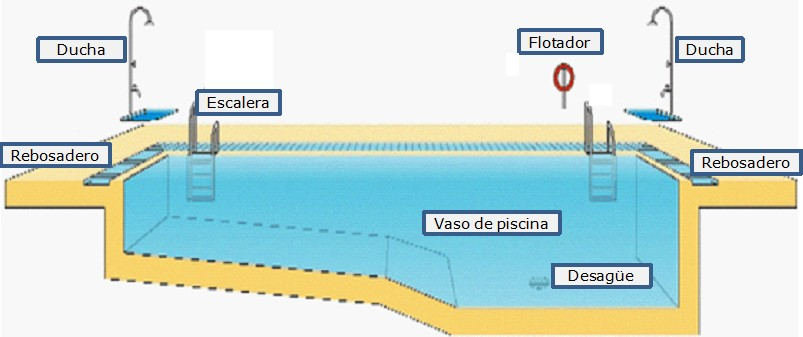 Ducha
Flotador
Ducha
Escalera
Rebosadero
Rebosadero
Vaso de piscina
Desagüe